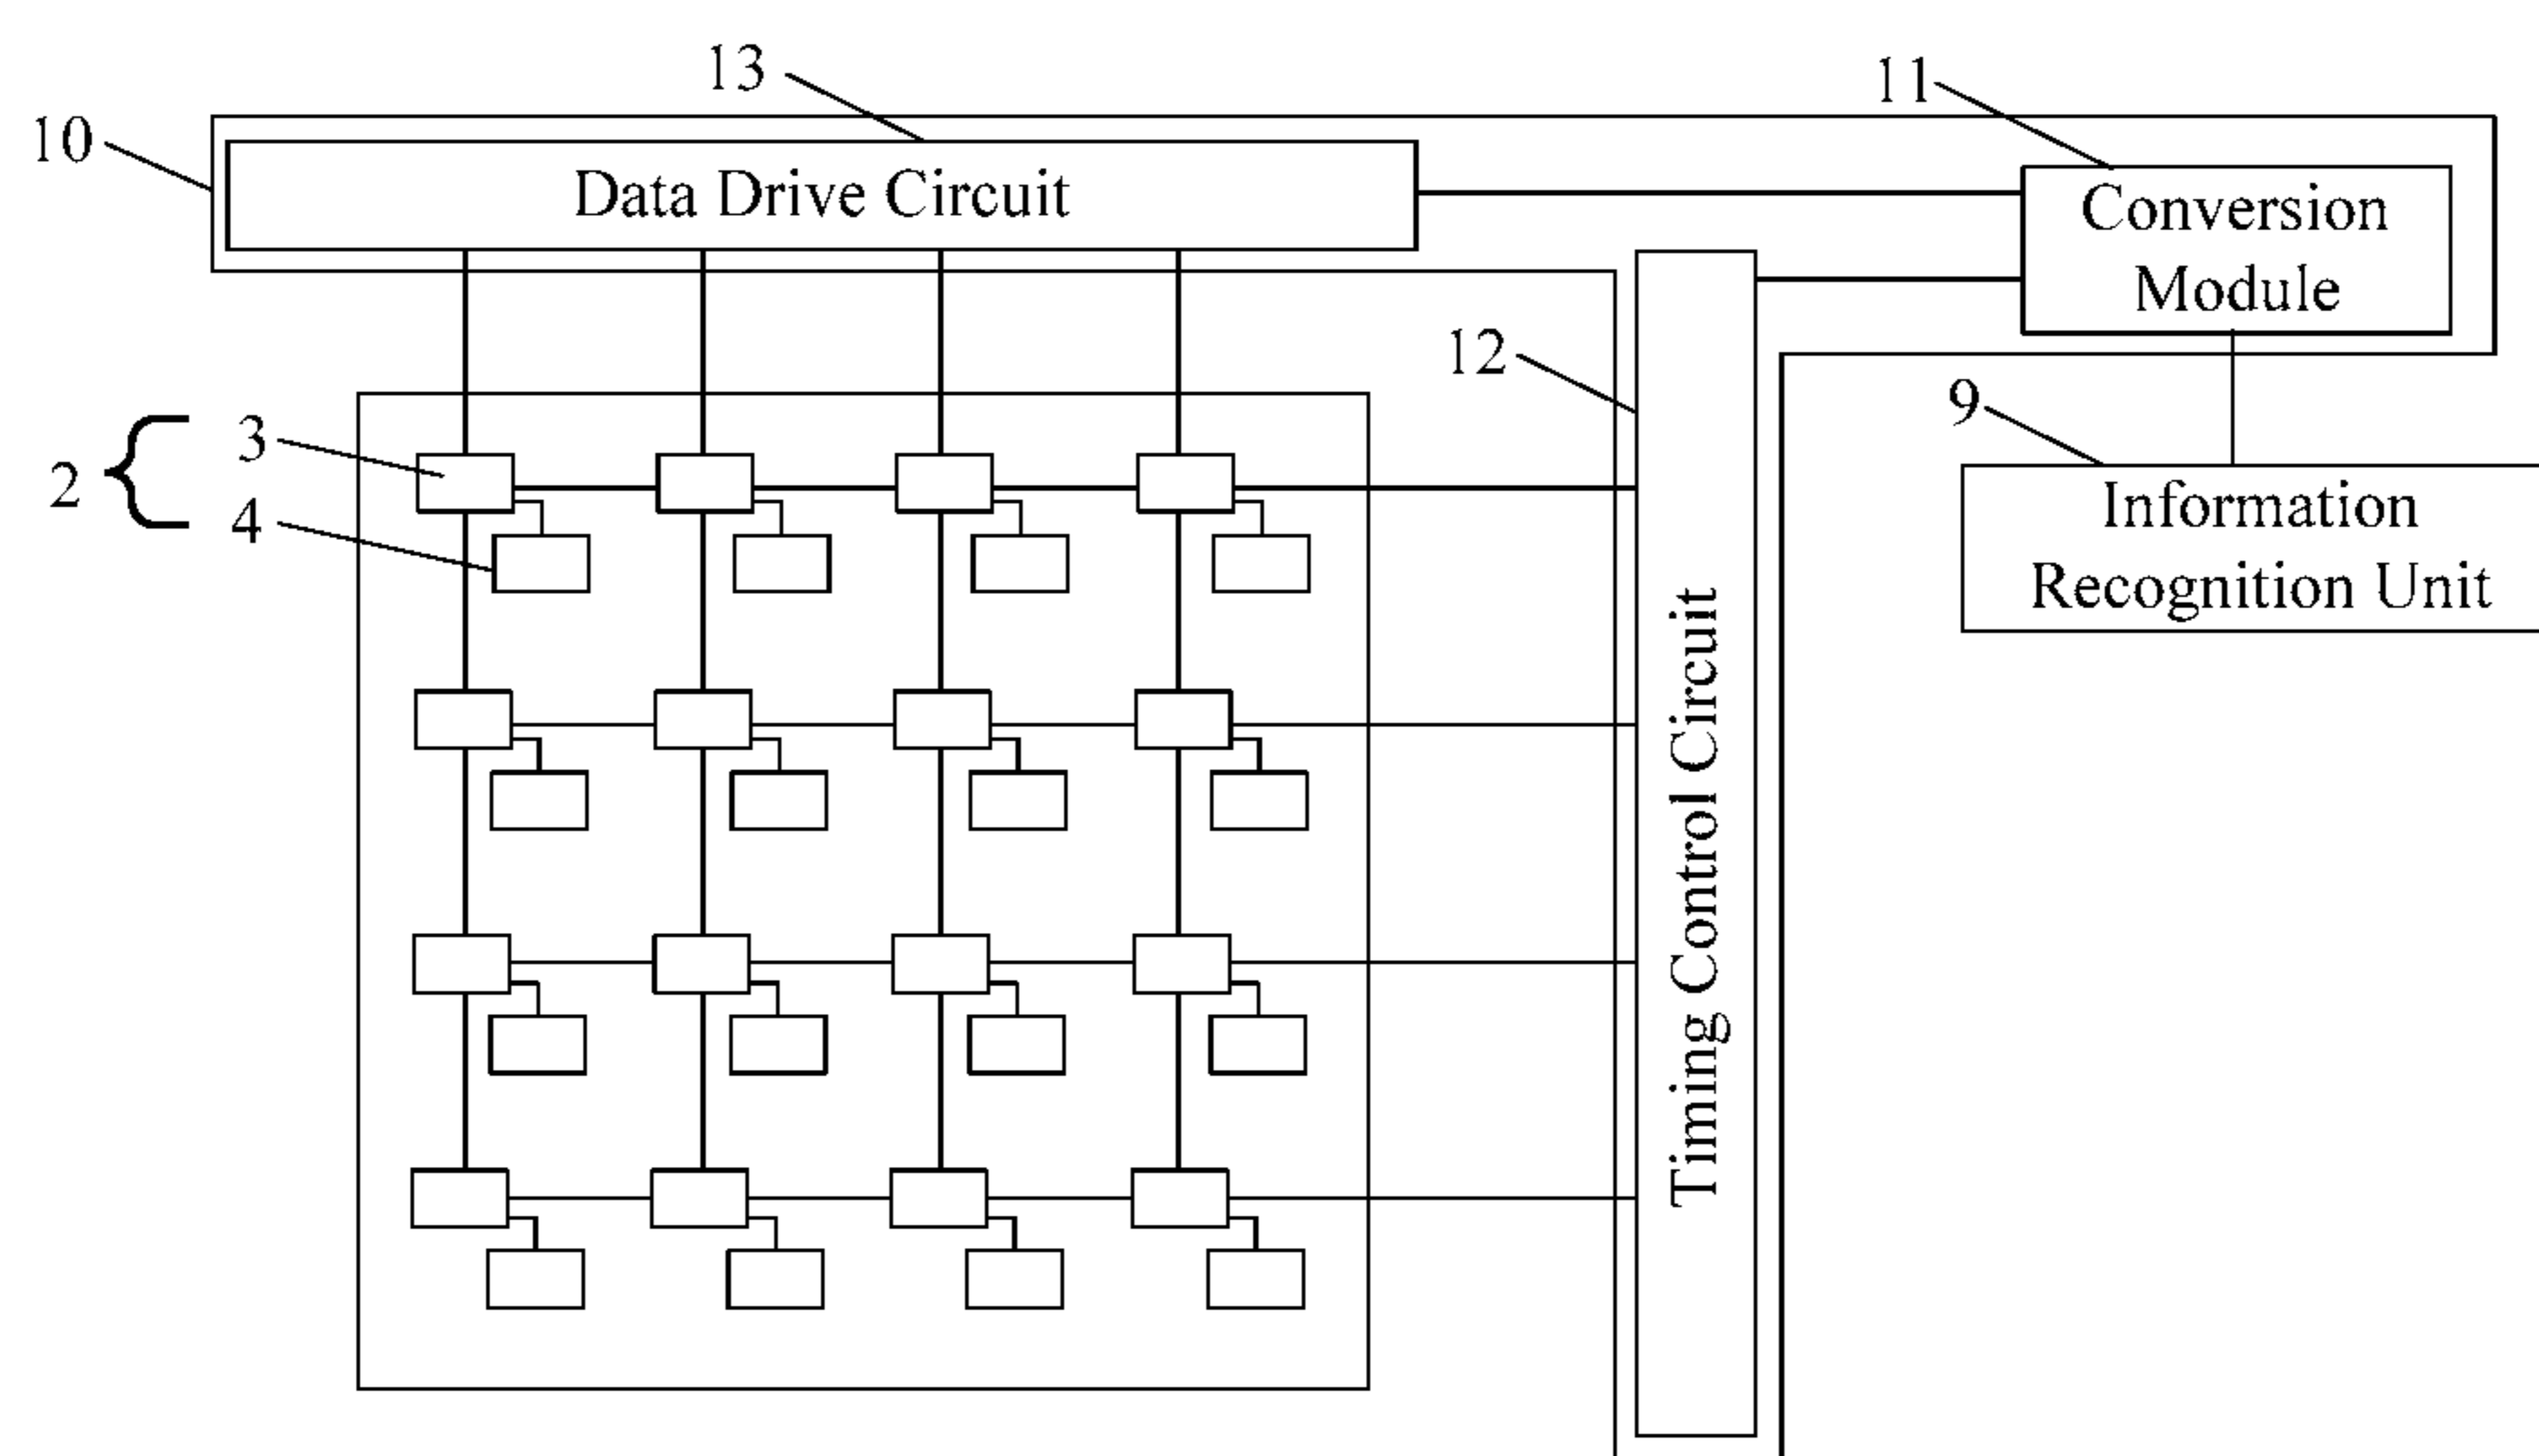 13
11
10
Data Drive Circuit
Conversion
Module
12
9
3
2
4
Information
Recognition Unit
Timing Control Circuit